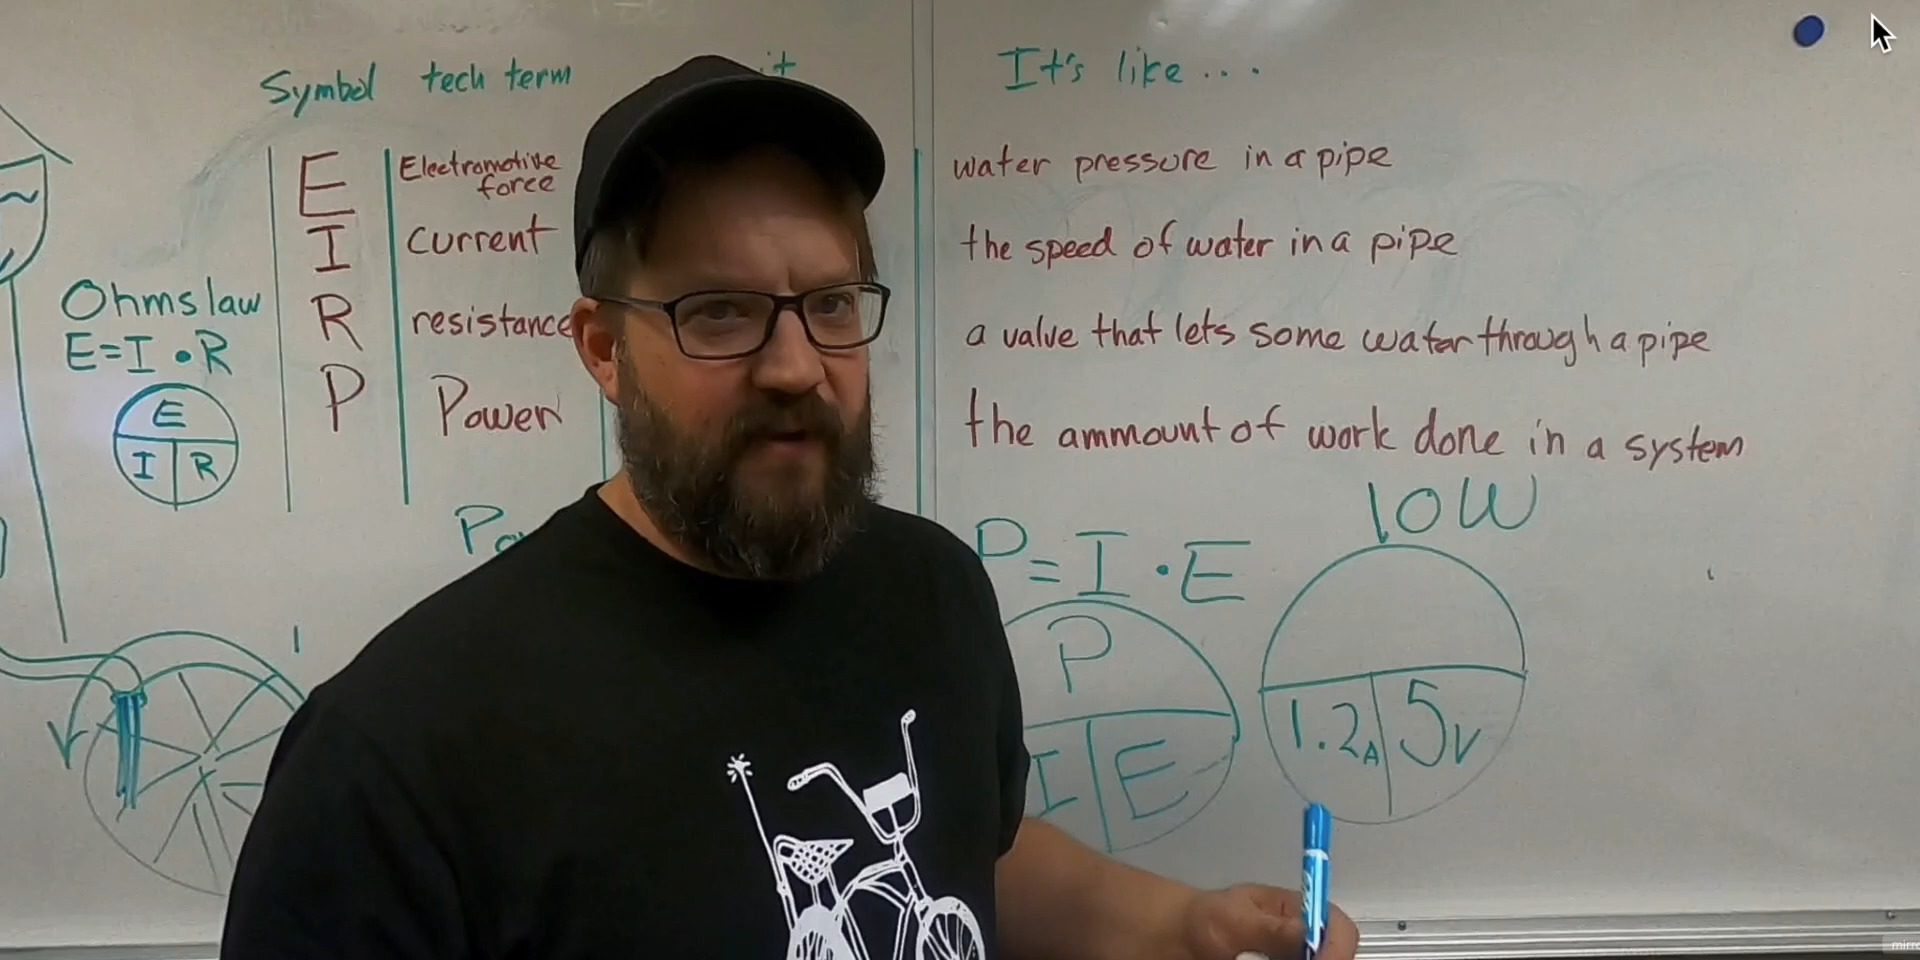 Symbol tech term
It's like ....
E Electromotive force
water pressure in a pipe
I current
the speed of water in a pipe
R resistance
a valve that lets some water through a pipe
P Power
the ammount of work done in a system
Ohms law
E=I•R
E
I R
P=I•E
P
I E
10W
1.2A 5V